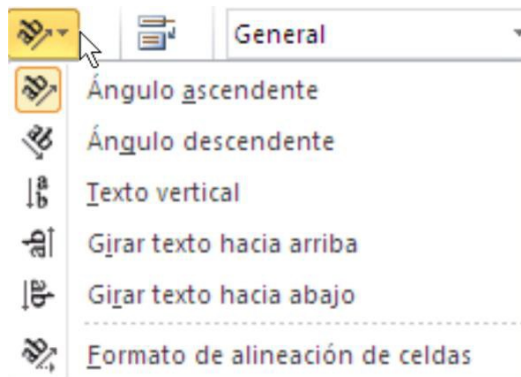 General
Ángulo ascendente
Ángulo descendente
Texto vertical
Girar texto hacia arriba
Girar texto hacia abajo
Formato de alineación de celdas